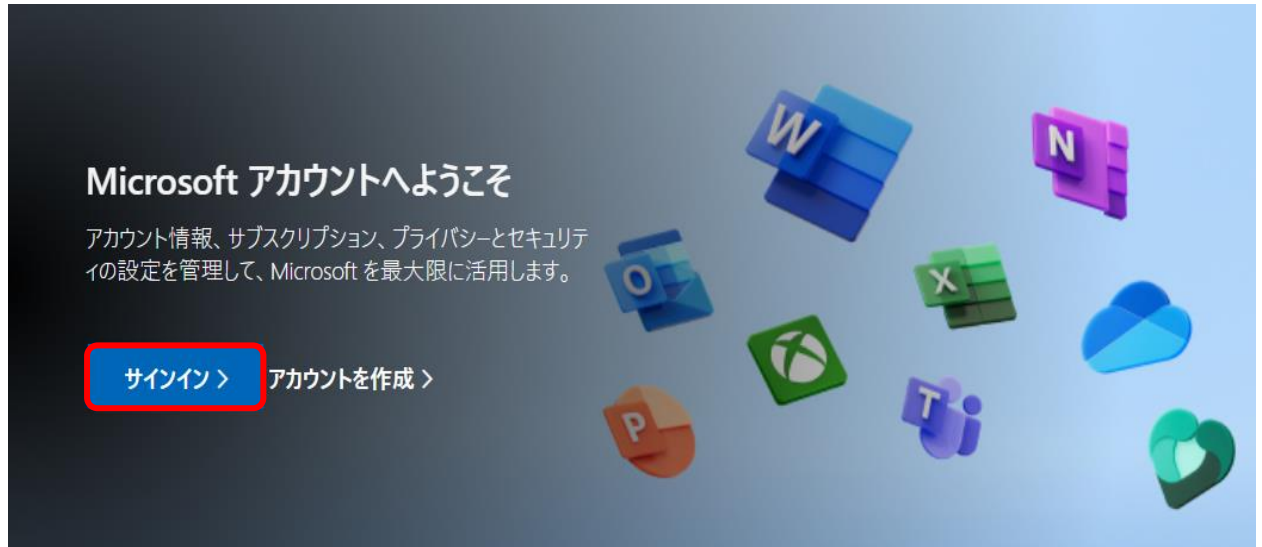 Microsoft アカウントへようこそ
アカウント情報、サブスクリプション、プライバシーとセキュリテ
ィの設定を管理して、Microsoft を最大限に活用します。
サインイン >
アカウントを作成 >
W
N
O
X
P
T